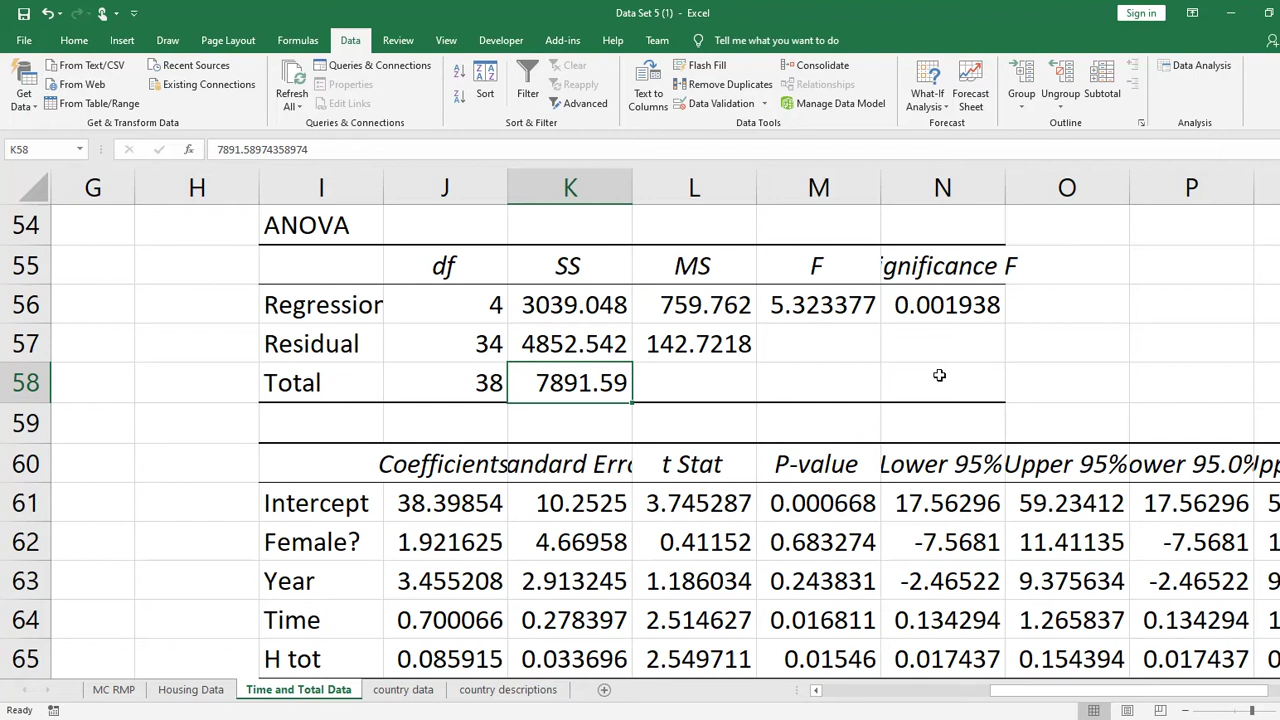 Data Set 5 (1) - Excel
Sign in
File Home Insert Draw Page Layout Formulas Data Review View Developer Add-ins Help Team Tell me what you want to do
Get Data
From Text/CSV
From Web
From Table/Range
Recent Sources
Existing Connections
Get & Transform Data
Refresh All
Queries & Connections
Properties
Edit Links
Queries & Connections
Sort
Filter
Clear
Reapply
Advanced
Sort & Filter
Text to Columns
Flash Fill
Remove Duplicates
Data Validation
Consolidate
Relationships
Manage Data Model
Data Tools
What-If Analysis
Forecast Sheet
Forecast
Group
Ungroup
Subtotal
Outline
Data Analysis
Analysis
K58 fx 7891.58974358974
G H I J K L M N O P
54 ANOVA
55 df SS MS F ignificance F
56 Regression 4 3039.048 759.762 5.323377 0.001938
57 Residual 34 4852.542 142.7218
58 Total 38 7891.59
59
60 Coefficients andard Erro t Stat P-value Lower 95% Upper 95% ower 95.0%
61 Intercept 38.39854 10.2525 3.745287 0.000668 17.56296 59.23412 17.56296 5
62 Female? 1.921625 4.66958 0.41152 0.683274 -7.5681 11.41135 -7.5681 1
63 Year 3.455208 2.913245 1.186034 0.243831 -2.46522 9.375634 -2.46522 9
64 Time 0.700066 0.278397 2.514627 0.016811 0.134294 1.265837 0.134294 1
65 H tot 0.085915 0.033696 2.549711 0.01546 0.017437 0.154394 0.017437 0
MC RMP Housing Data Time and Total Data country data country descriptions
Ready